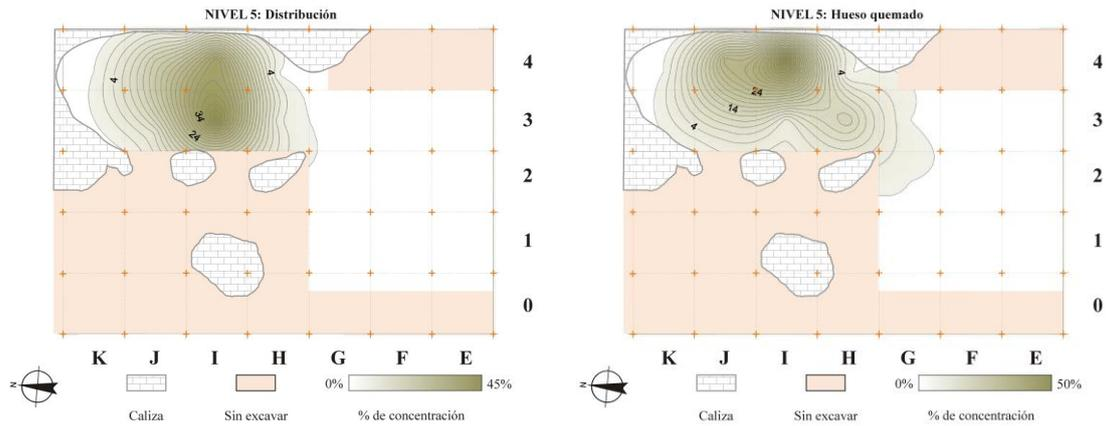 NIVEL 5: Distribución
4
3
2
1
0
4
4
34
24
K J I H G F E
N
0% 45%
Caliza Sin excavar % de concentración
NIVEL 5: Hueso quemado
4
3
2
1
0
4
24
14
4
K J I H G F E
N
0% 50%
Caliza Sin excavar % de concentración